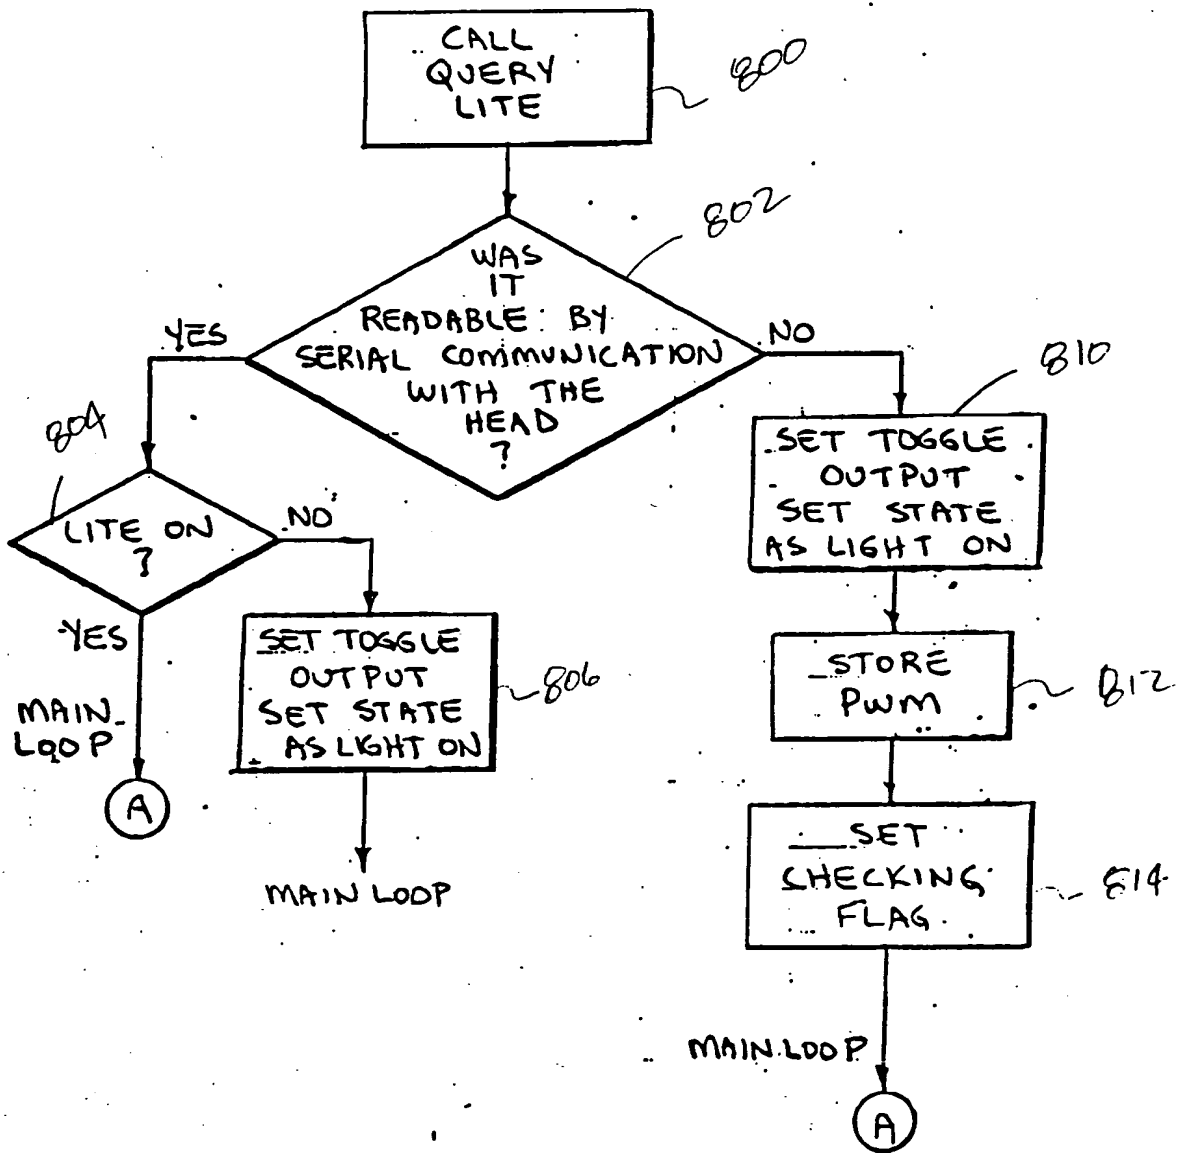 CALL
QUERY
LITE
800
802
WAS
IT
READABLE BY
SERIAL COMMUNICATION
WITH THE
HEAD
?
YES
NO
804
LITE ON
?
NO
YES
MAIN
LOOP
A
SET TOGGLE
OUTPUT
SET STATE
AS LIGHT ON
806
MAIN LOOP
810
SET TOGGLE
OUTPUT
SET STATE
AS LIGHT ON
STORE
PWM
812
SET
CHECKING
FLAG
814
MAIN LOOP
A